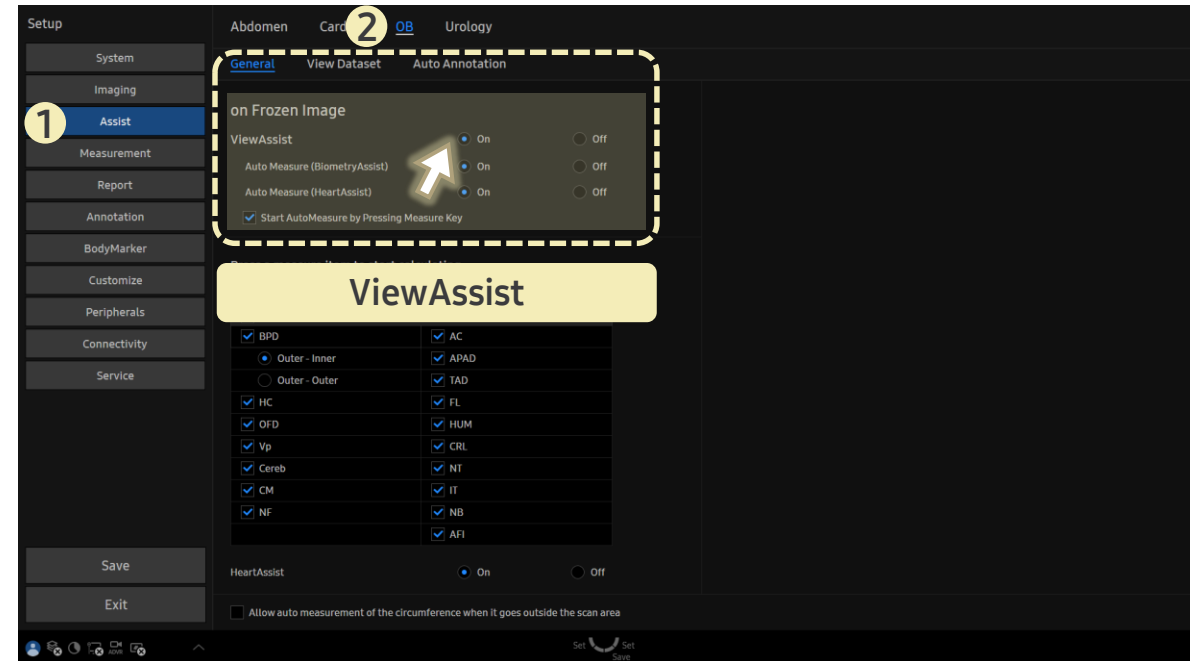 Setup
System
Imaging
1
Assist
Measurement
Report
Annotation
BodyMarker
Customize
Peripherals
Connectivity
Service
Save
Exit
Abdomen
2
OB
Urology
General
View Dataset
Auto Annotation
on Frozen Image
ViewAssist On Off
Auto Measure (BiometryAssist) On Off
Auto Measure (HeartAssist) On Off
Start AutoMeasure by Pressing Measure Key
ViewAssist
BPD AC
Outer - Inner APAD
Outer - Outer TAD
HC FL
OFD HUM
Vp CRL
Cereb NT
CM IT
NF NB
AFI
HeartAssist On Off
Allow auto measurement of the circumference when it goes outside the scan area
Set Set
Save